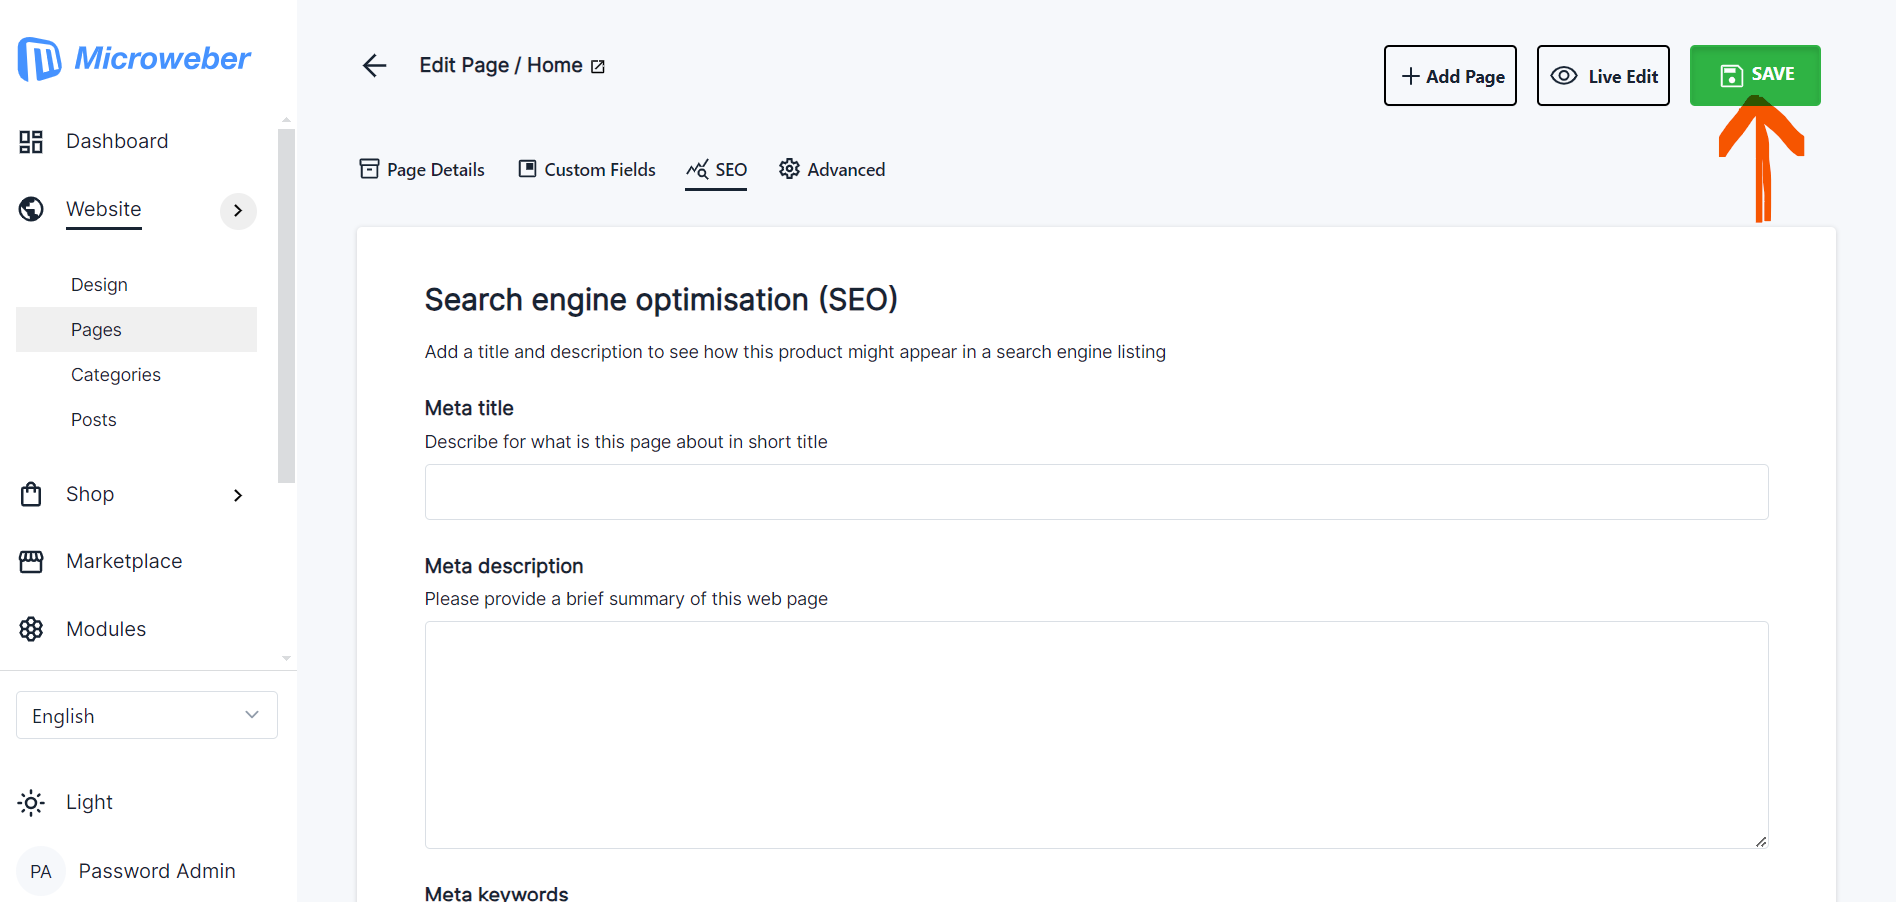 Microweber
Dashboard
Website
Design
Pages
Categories
Posts
Shop
Marketplace
Modules
English
Light
PA Password Admin
Edit Page / Home
Add Page
Live Edit
SAVE
Page Details
Custom Fields
SEO
Advanced
Search engine optimisation (SEO)
Add a title and description to see how this product might appear in a search engine listing
Meta title
Describe for what is this page about in short title
Meta description
Please provide a brief summary of this web page
Meta keywords